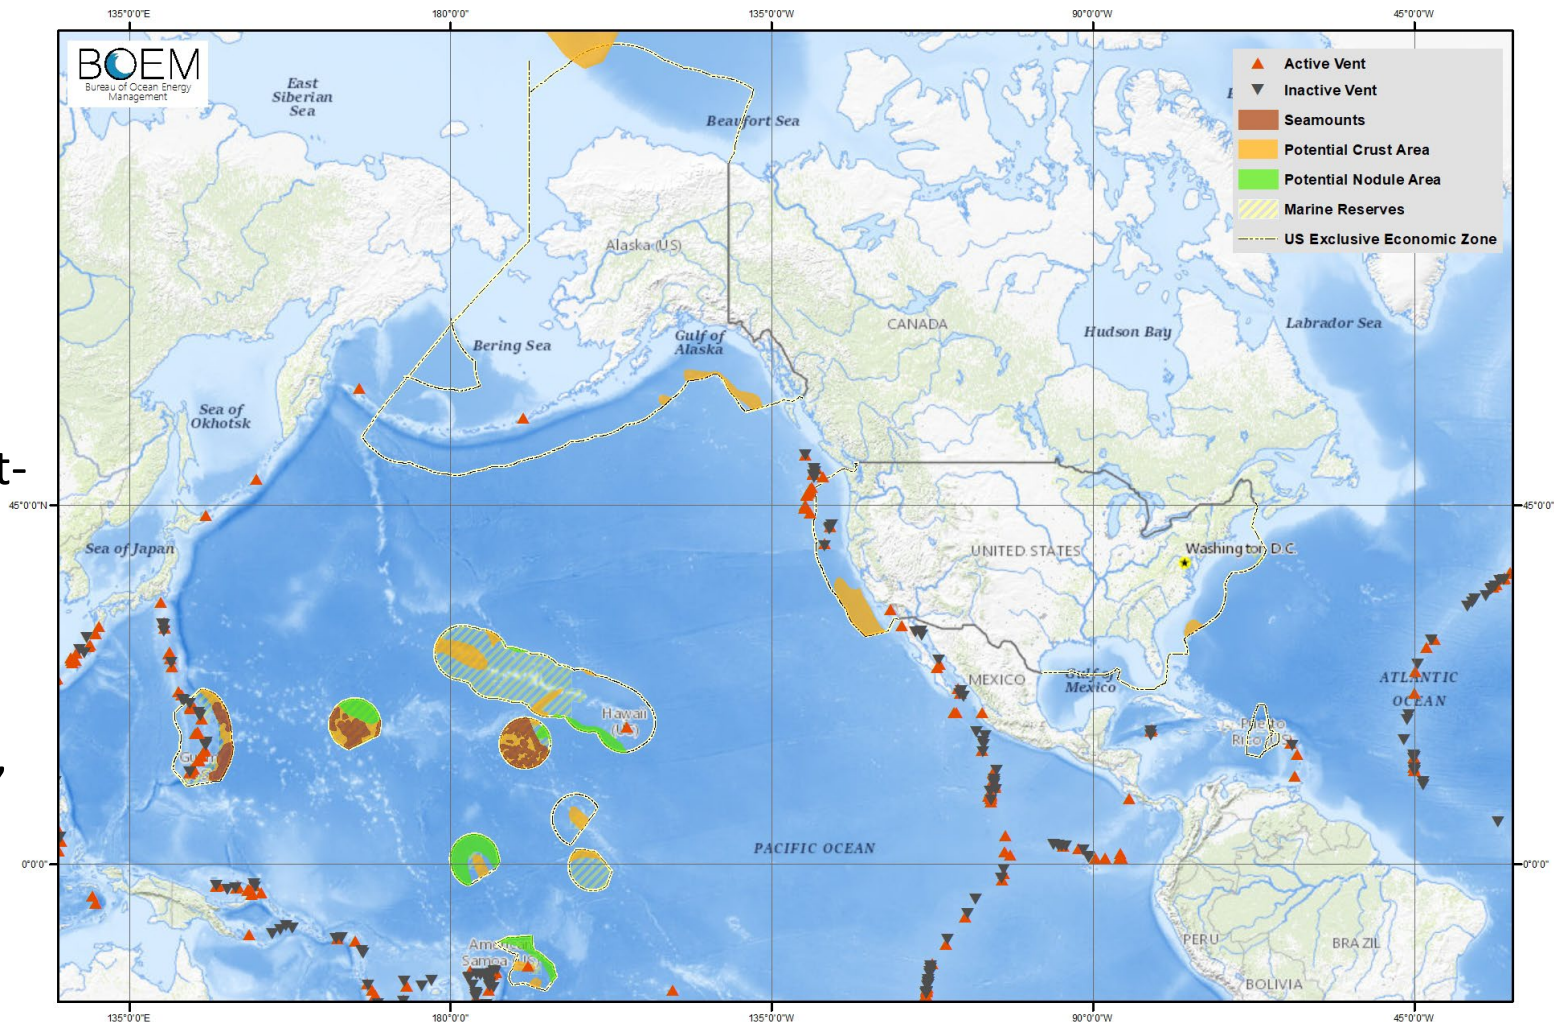 135°0'0"E
180°0'0"
135°0'0"W
90°0'0"W
45°0'0"W
BOEM
Bureau of Ocean Energy
Management
Active Vent
Inactive Vent
Seamounts
Potential Crust Area
Potential Nodule Area
Marine Reserves
US Exclusive Economic Zone
East
Siberian
Sea
Beaufort Sea
Alaska (US)
Gulf of
Alaska
Bering Sea
CANADA
Hudson Bay
Labrador Sea
Sea of
Okhotsk
t-
45°0'0"N
45°0'0"
Sea of Japan
UNITED STATES
Washington, D.C.
MEXICO
Gulf of
Mexico
ATLANTIC
OCEAN
Hawaii
(US)
Puerto
Rico (US)
Guam
,
PACIFIC OCEAN
0°0'0"
0°0'0"
American
Samoa (US)
PERU
BRAZIL
BOLIVIA
135°0'0"E
180°0'0"
135°0'0"W
90°0'0"W
45°0'0"W